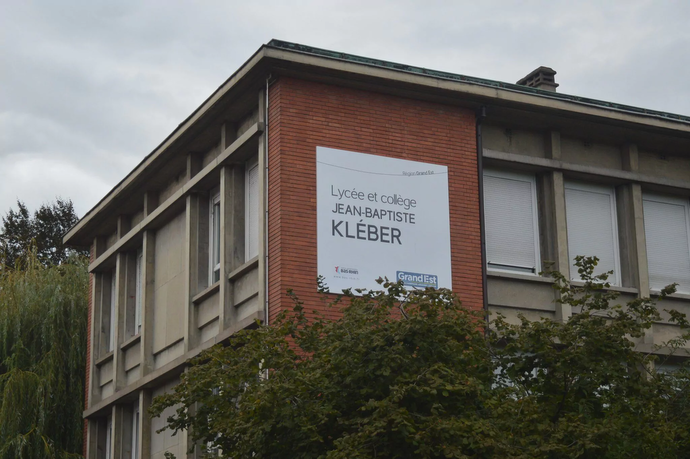 Lycée et collège
JEAN-BAPTISTE
KLÉBER
GrandEst